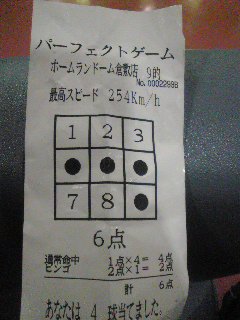 パーフェクトゲーム
ホームランドーム倉敷店 9的
No.00022998
最高スピード 254Km/h
1 2 3
● ● ●
7 8 ●
6点
通常命中 1点×4= 4点
ビンゴ 2点×1= 2点
計 6点
あなたは 4 球当てました。